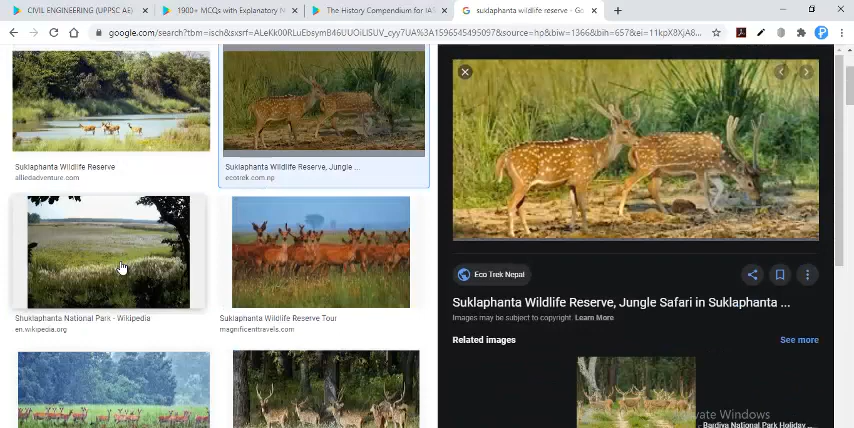 CIVIL ENGINEERING (UPPSC AE)
1900+ MCQs with Explanatory N
The History Compendium for IAS
suklaphanta wildlife reserve - Go
google.com/search?tbm=isch&sxsrf=ALeKk00RLuEbsymB46UUOiLlSUV_cyy7UA%3A1596545495097&source=hp&biw=1366&bih=657&ei=11kpX8XjA8...
Suklaphanta Wildlife Reserve
alliedadventure.com
Suklaphanta Wildlife Reserve, Jungle ...
ecotrek.com.np
Shuklaphanta National Park - Wikipedia
en.wikipedia.org
Suklaphanta Wildlife Reserve Tour
magnificenttravels.com
Eco Trek Nepal
Suklaphanta Wildlife Reserve, Jungle Safari in Suklaphanta ...
Images may be subject to copyright. Learn More
Related images
See more
Bardiya National Park Holiday ...